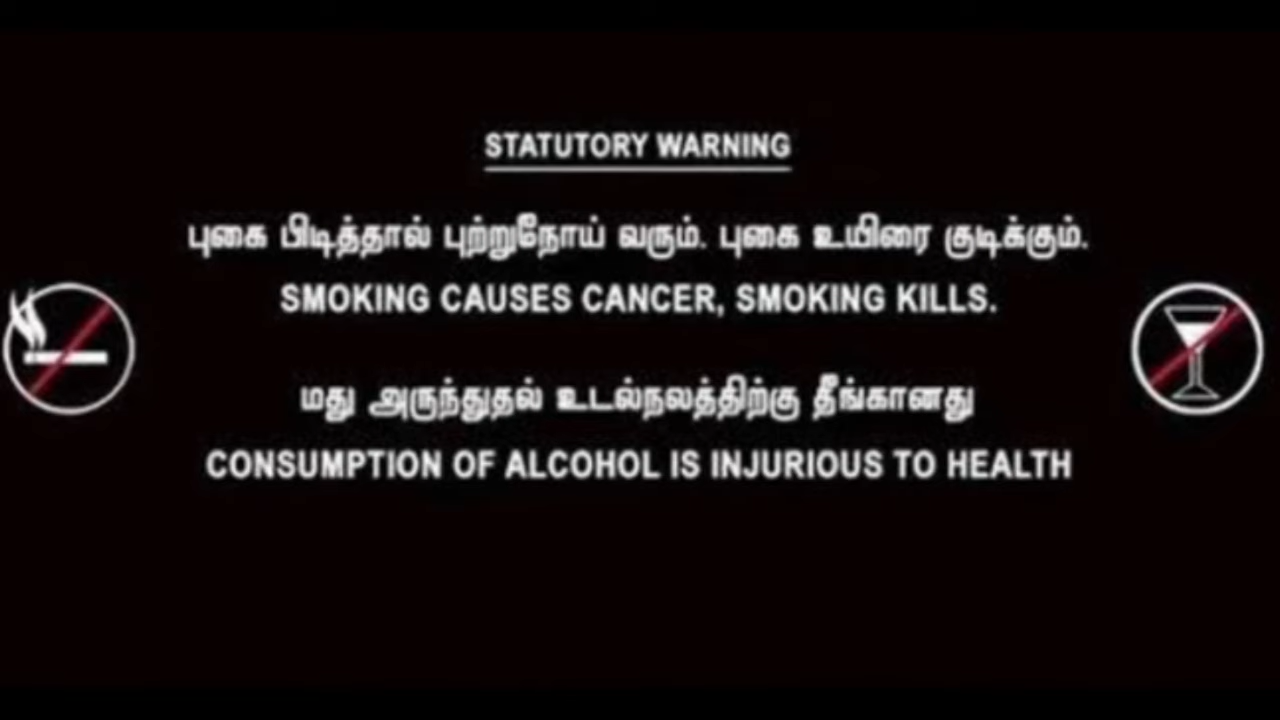 STATUTORY WARNING
புகை பிடித்தால் புற்றுநோய் வரும். புகை உயிரை குடிக்கும்.
SMOKING CAUSES CANCER, SMOKING KILLS.
மது அருந்துதல் உடல்நலத்திற்கு தீங்கானது
CONSUMPTION OF ALCOHOL IS INJURIOUS TO HEALTH